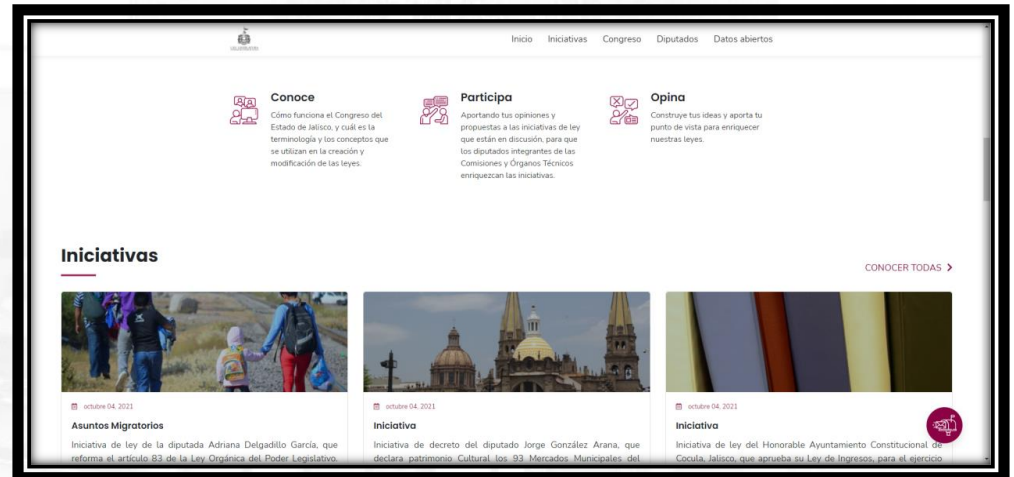 Inicio Iniciativas Congreso Diputados Datos abiertos
Conoce
Cómo funciona el Congreso del
Estado de Jalisco, y cuál es la
terminología y los conceptos que
se utilizan en la creación y
modificación de las leyes.
Participa
Aportando tus opiniones y
propuestas a las iniciativas de ley
que están en discusión, para que
los diputados integrantes de las
Comisiones y Órganos Técnicos
enriquezcan las iniciativas.
Opina
Construye tus ideas y aporta tu
punto de vista para enriquecer
nuestras leyes.
Iniciativas
CONOCER TODAS
octubre 04, 2021
Asuntos Migratorios
Iniciativa de ley de la diputada Adriana Delgadillo García, que
reforma el artículo 83 de la Ley Orgánica del Poder Legislativo.
octubre 04, 2021
Iniciativa
Iniciativa de decreto del diputado Jorge González Arana, que
declara patrimonio Cultural los 93 Mercados Municipales del
octubre 04, 2021
Iniciativa
Iniciativa de ley del Honorable Ayuntamiento Constitucional de
Cocula, Jalisco, que aprueba su Ley de Ingresos, para el ejercicio